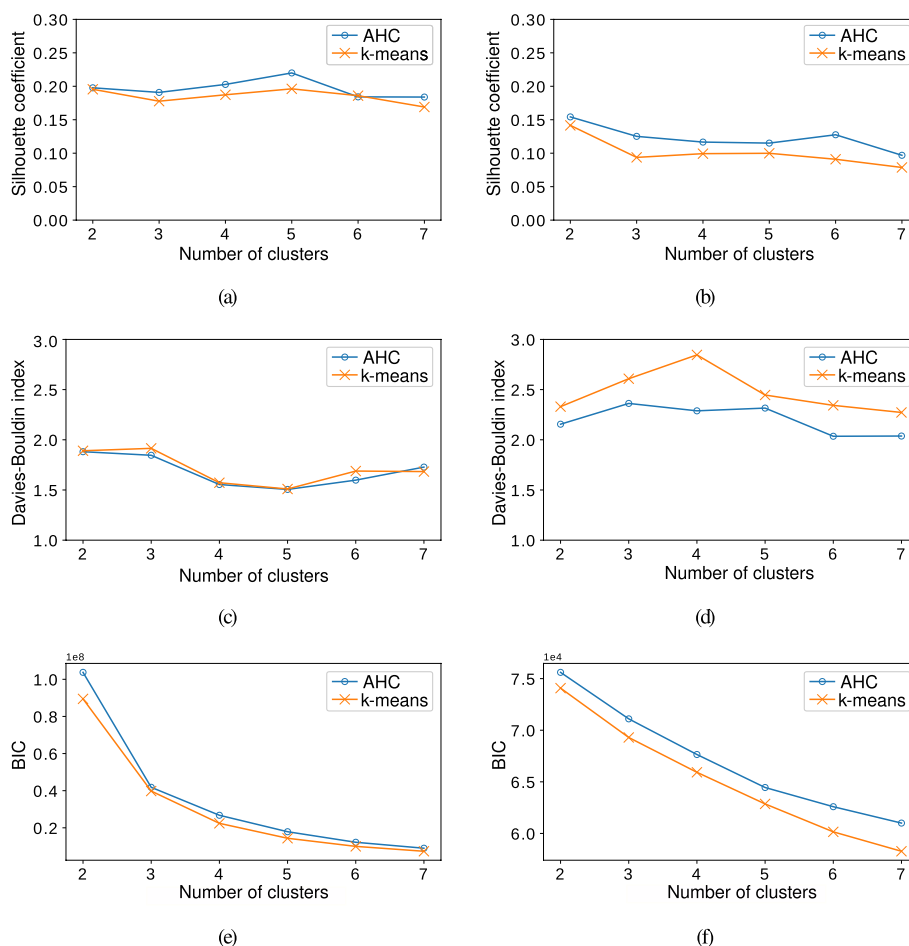 0.30
0.25
0.20
0.15
0.10
0.05
0.00
Silhouette coefficient
AHC
k-means
2 3 4 5 6 7
Number of clusters
(a)
0.30
0.25
0.20
0.15
0.10
0.05
0.00
Silhouette coefficient
AHC
k-means
2 3 4 5 6 7
Number of clusters
(b)
3.0
2.5
2.0
1.5
1.0
Davies-Bouldin index
AHC
k-means
2 3 4 5 6 7
Number of clusters
(c)
3.0
2.5
2.0
1.5
1.0
Davies-Bouldin index
AHC
k-means
2 3 4 5 6 7
Number of clusters
(d)
1e8
1.0
0.8
0.6
0.4
0.2
BIC
AHC
k-means
2 3 4 5 6 7
Number of clusters
(e)
1e4
7.5
7.0
6.5
6.0
BIC
AHC
k-means
2 3 4 5 6 7
Number of clusters
(f)